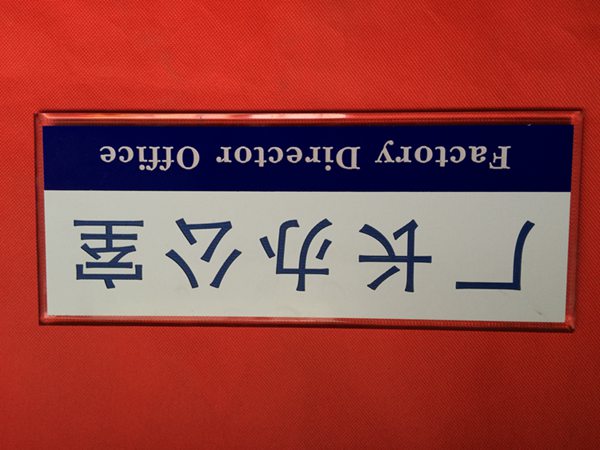 厂长办公室
Factory Director Office